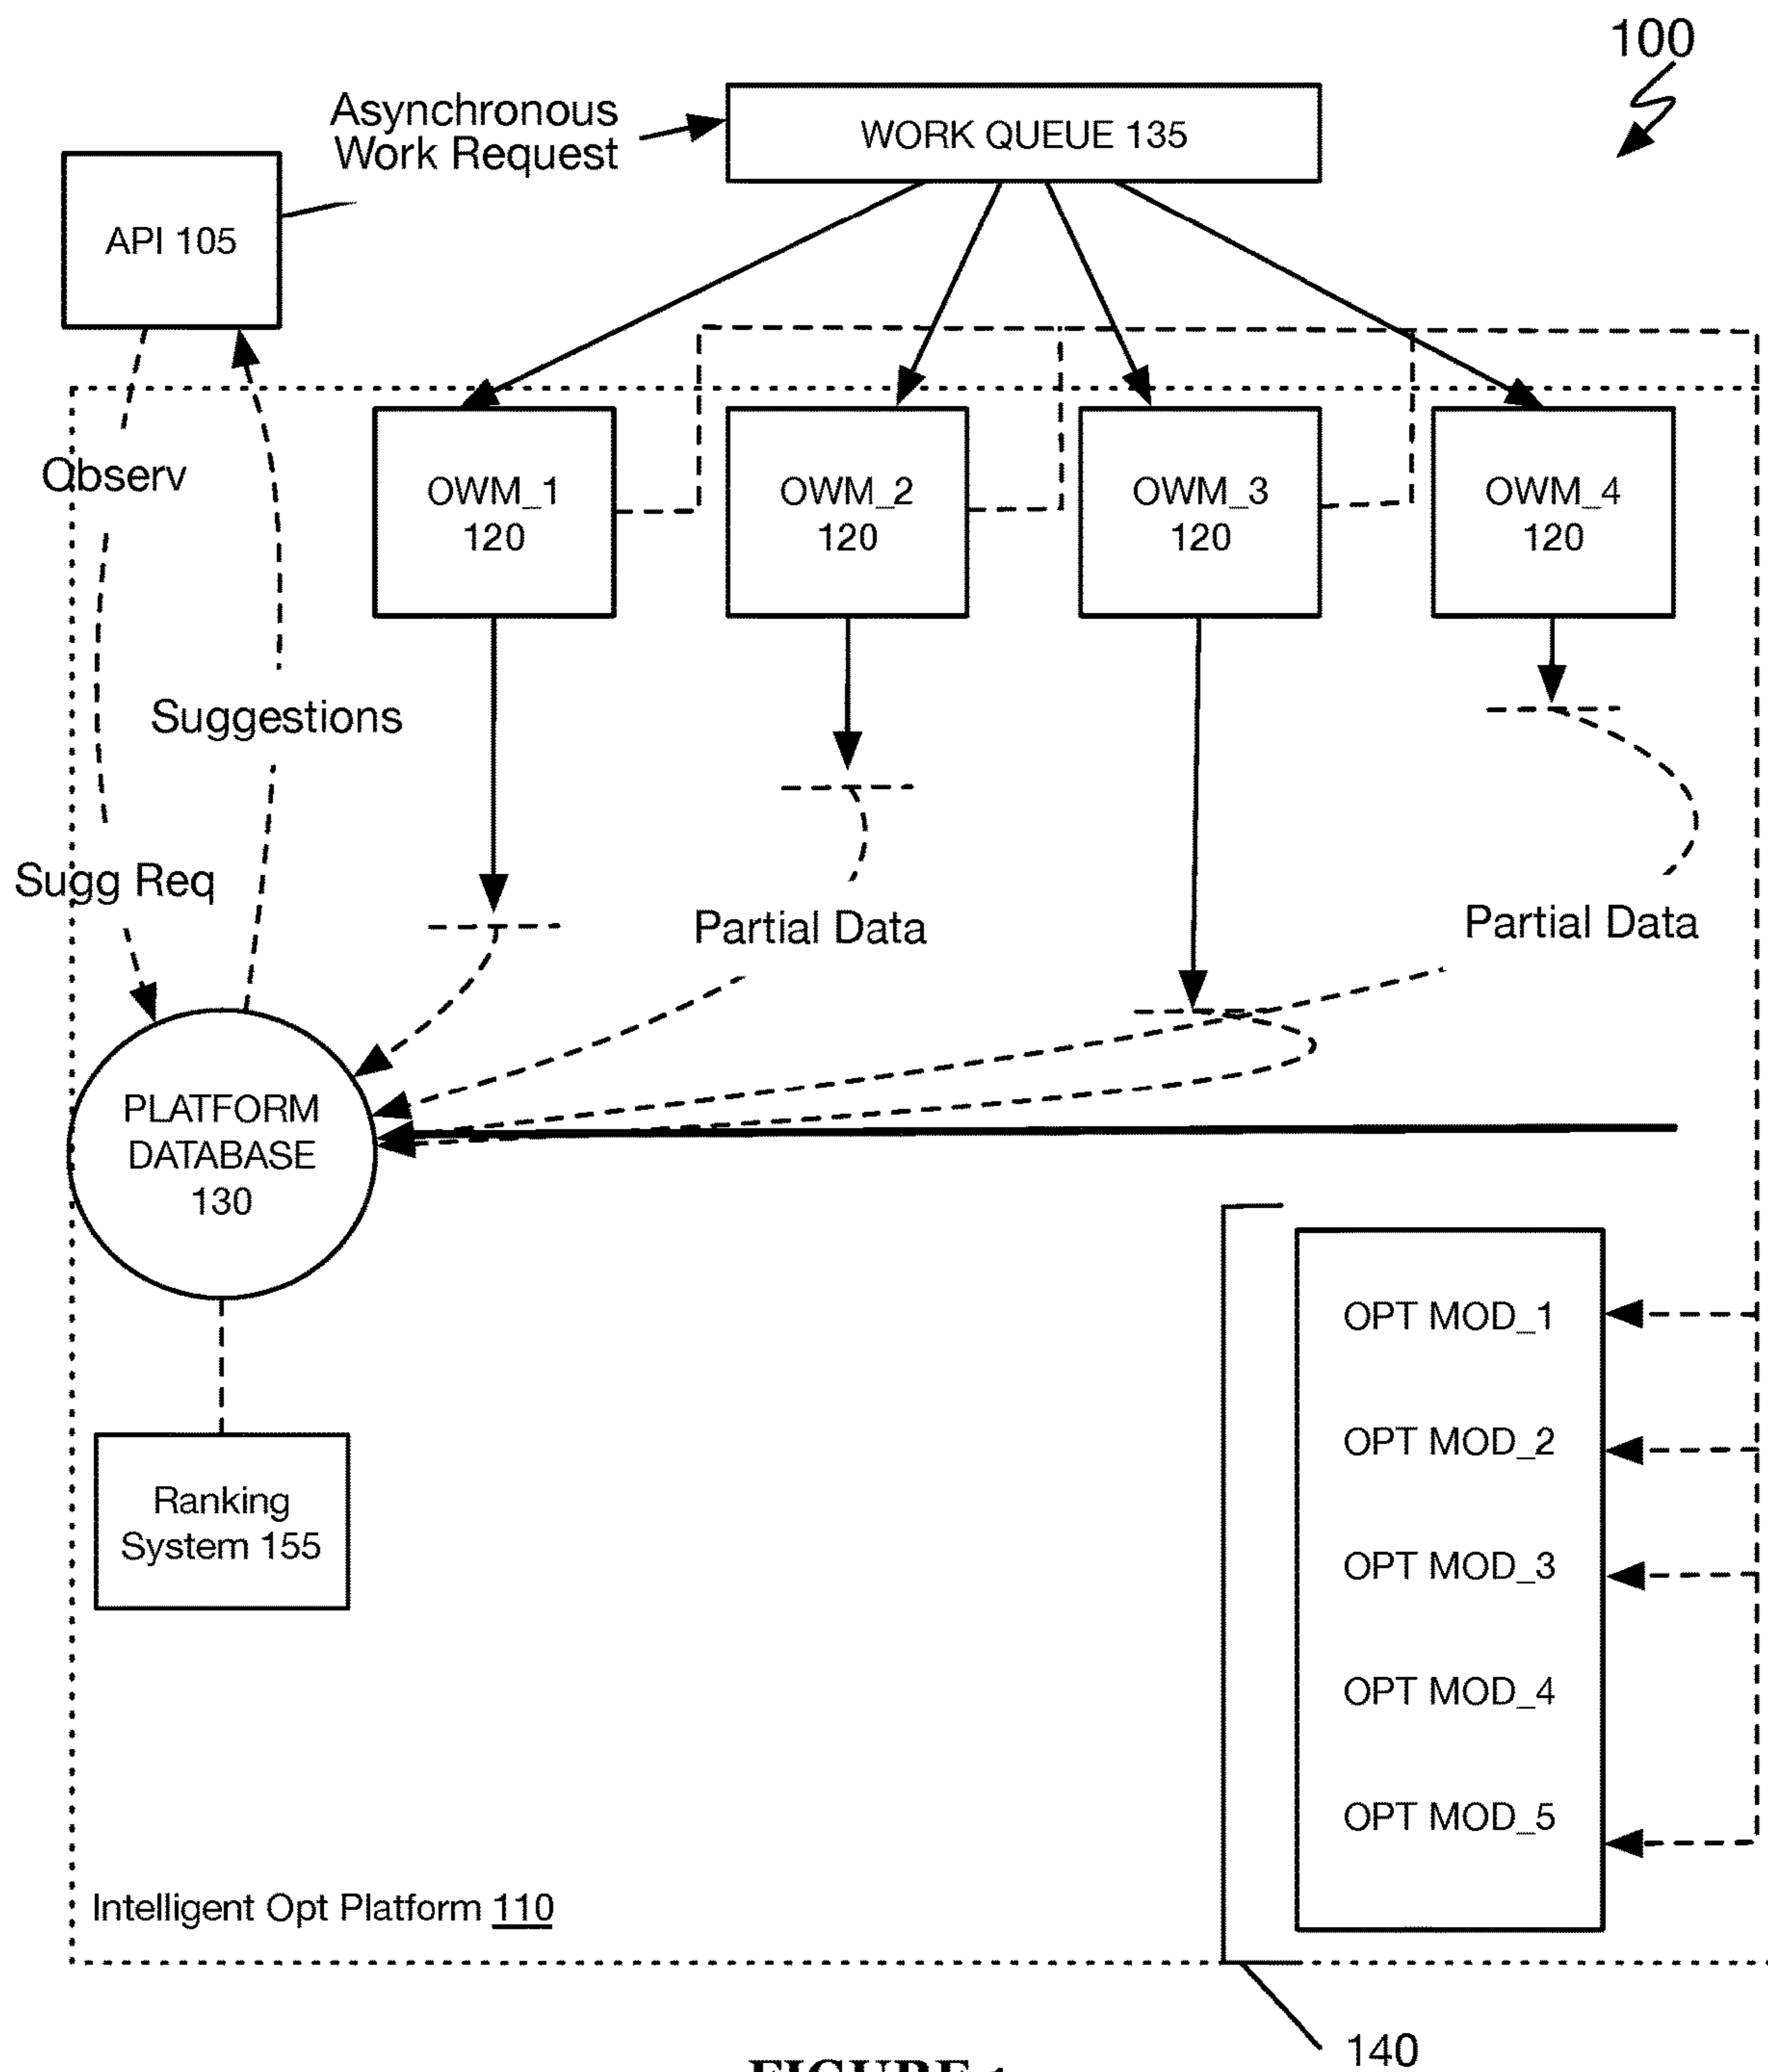 100
Asynchronous
Work Request
WORK QUEUE 135
API 105
Observ
OWM_1
120
OWM_2
120
OWM_3
120
OWM_4
120
Suggestions
Sugg Req
Partial Data
Partial Data
PLATFORM
DATABASE
130
OPT MOD_1
OPT MOD_2
OPT MOD_3
OPT MOD_4
OPT MOD_5
Ranking
System 155
Intelligent Opt Platform 110
140
FIGURE 1